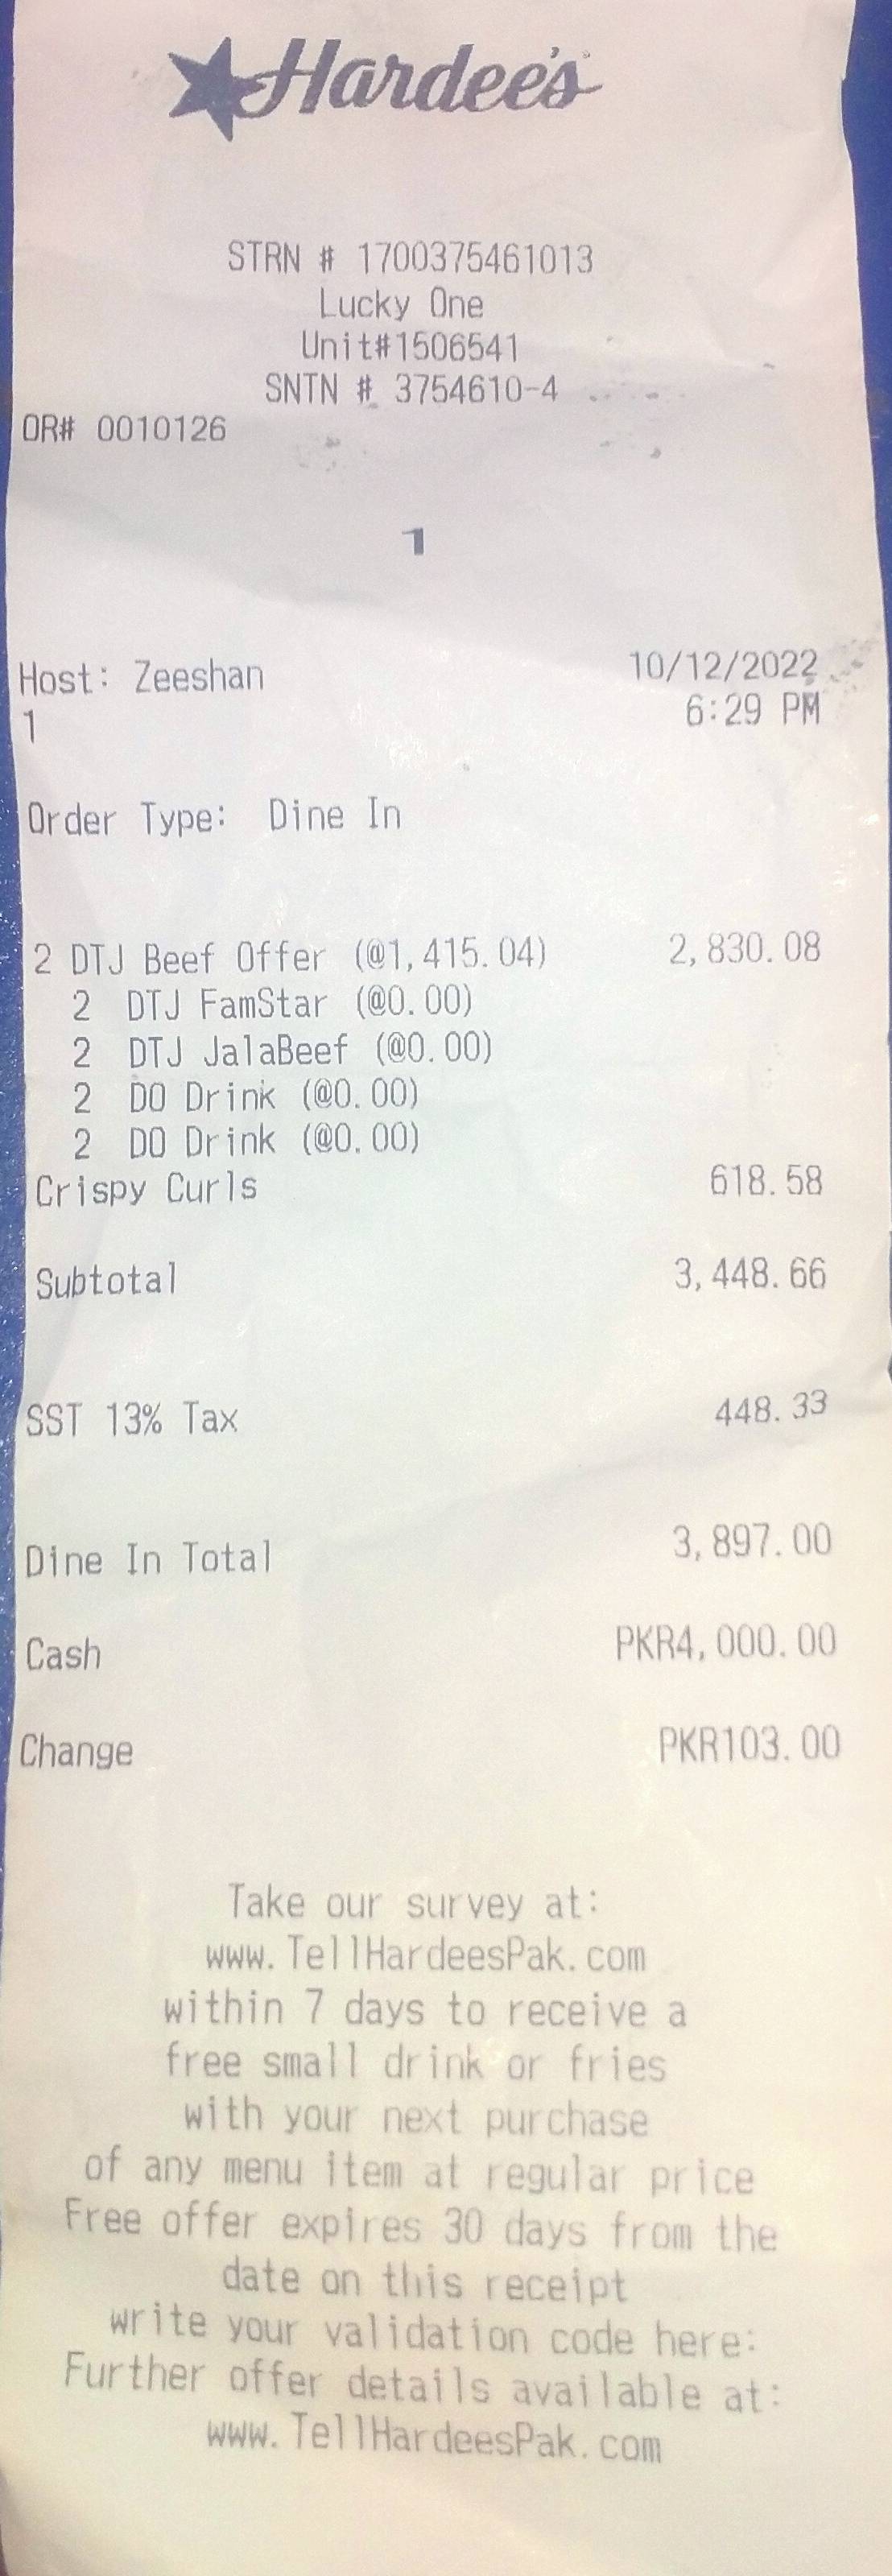 Hardee's
STRN # 1700375461013
Lucky One
Unit#1506541
SNTN # 3754610-4
OR# 0010126
1
Host: Zeeshan 10/12/2022
1 6:29 PM
Order Type: Dine In
2 DTJ Beef Offer (@1,415.04) 2,830.08
2 DTJ FamStar (@0.00)
2 DTJ JalaBeef (@0.00)
2 DO Drink (@0.00)
2 DO Drink (@0.00)
Crispy Curls 618.58
Subtotal 3,448.66
SST 13% Tax 448.33
Dine In Total 3,897.00
Cash PKR4,000.00
Change PKR103.00
Take our survey at:
www.TellHardeesPak.com
within 7 days to receive a
free small drink or fries
with your next purchase
of any menu item at regular price
Free offer expires 30 days from the
date on this receipt
write your validation code here:
Further offer details available at:
www.TellHardeesPak.com